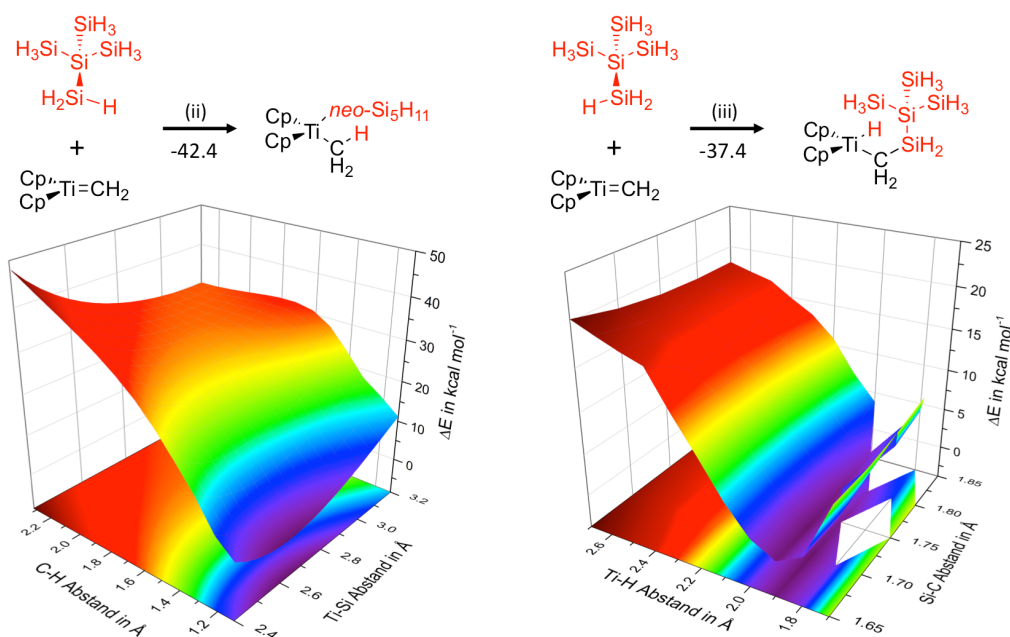 SiH3
H3Si
SiH3
Si
H2Si
H
+
Cp
Cp
Ti=CH2
(ii)
-42.4
Cp
Cp
Ti
neo-Si5H11
H
C
H2
SiH3
H3Si
SiH3
Si
H
SiH2
+
Cp
Cp
Ti=CH2
(iii)
-37.4
SiH3
H3Si
SiH3
Si
Cp
Cp
Ti
H
SiH2
C
H2
50
40
30
20
10
0
ΔE in kcal mol-1
2.2
2.0
1.8
1.6
1.4
1.2
C-H Abstand in Å
2.4
2.6
2.8
3.0
3.2
Ti-Si Abstand in Å
25
20
15
10
5
0
ΔE in kcal mol-1
2.6
2.4
2.2
2.0
1.8
Ti-H Abstand in Å
1.65
1.70
1.75
1.80
1.85
Si-C Abstand in Å